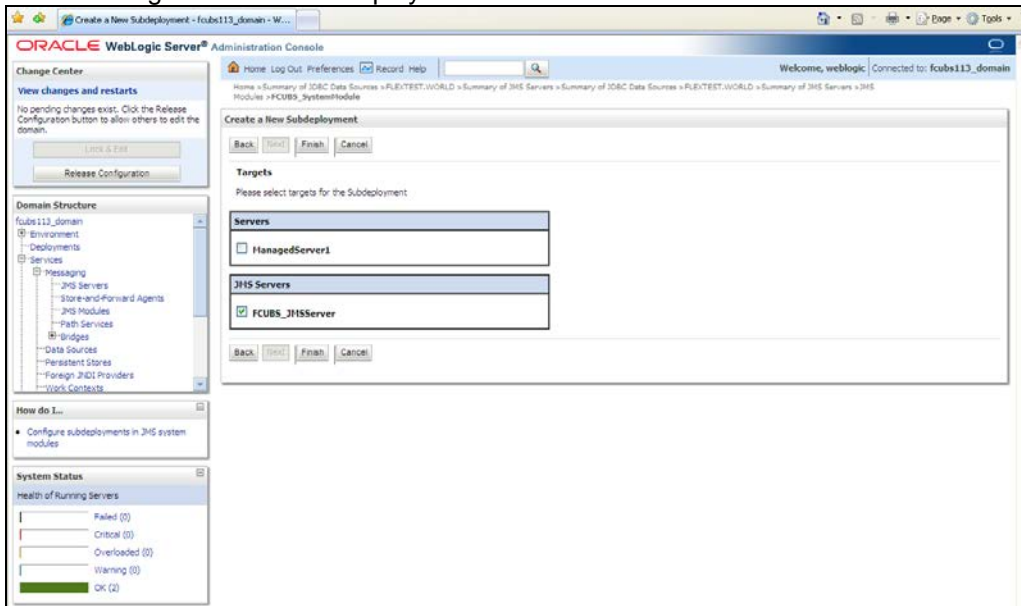 Create a New Subdeployment - fcubs113_domain - W...
Page
Tools
ORACLE WebLogic Server® Administration Console
Change Center
View changes and restarts
No pending changes exist. Click the Release
Configuration button to allow others to edit the
domain.
Lock & Edit
Release Configuration
Domain Structure
fcubs113_domain
Environment
Deployments
Services
Messaging
JMS Servers
Store-and-Forward Agents
JMS Modules
Path Services
Bridges
Data Sources
Persistent Stores
Foreign JNDI Providers
Work Contexts
How do I...
Configure subdeployments in JMS system
modules
System Status
Health of Running Servers
Failed (0)
Critical (0)
Overloaded (0)
Warning (0)
OK (2)
Home Log Out Preferences Record Help
Welcome, weblogic Connected to: fcubs113_domain
Home >Summary of JDBC Data Sources >FLEXTEST.WORLD >Summary of JMS Servers >Summary of JDBC Data Sources >FLEXTEST.WORLD >Summary of JMS Servers >JMS
Modules >FCUBS_SystemModule
Create a New Subdeployment
Back Next Finish Cancel
Targets
Please select targets for the Subdeployment
Servers
ManagedServer1
JMS Servers
FCUBS_JMSServer
Back Next Finish Cancel